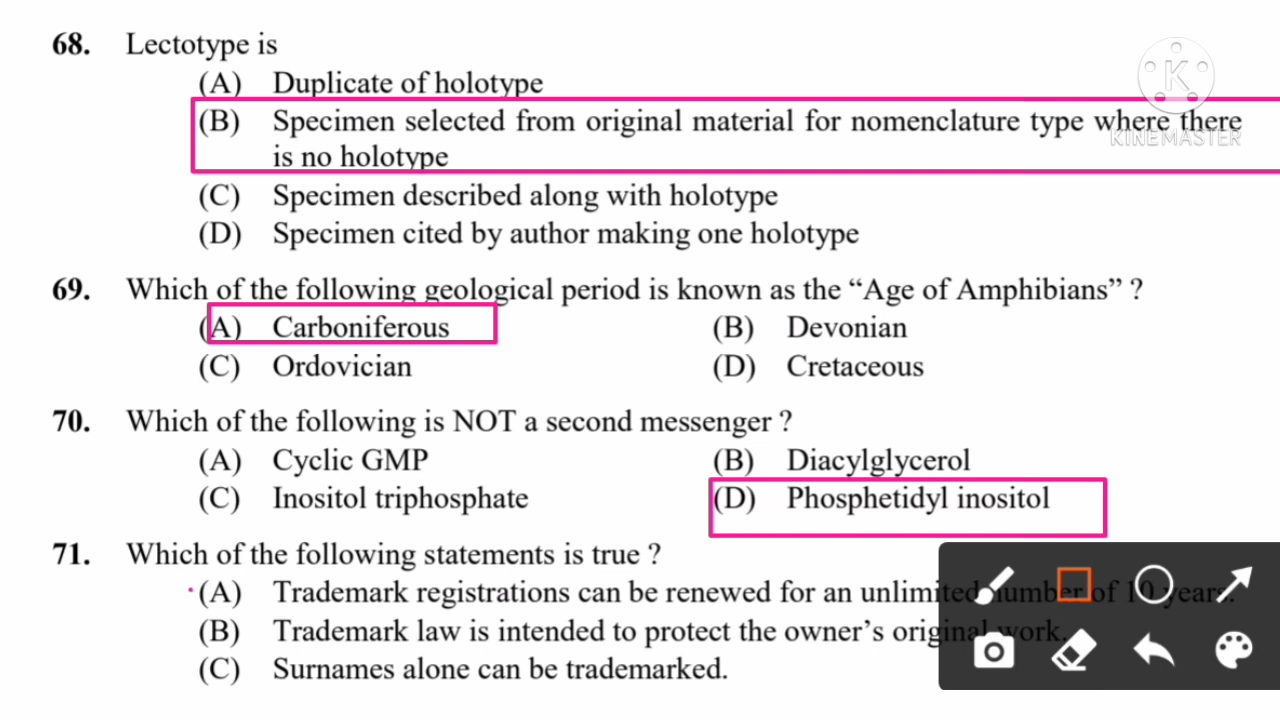 68. Lectotype is
(A) Duplicate of holotype
(B) Specimen selected from original material for nomenclature type where there
is no holotype
(C) Specimen described along with holotype
(D) Specimen cited by author making one holotype
K
KINEMASTER
69. Which of the following geological period is known as the “Age of Amphibians” ?
(A) Carboniferous (B) Devonian
(C) Ordovician (D) Cretaceous
70. Which of the following is NOT a second messenger ?
(A) Cyclic GMP (B) Diacylglycerol
(C) Inositol triphosphate (D) Phosphetidyl inositol
71. Which of the following statements is true ?
(A) Trademark registrations can be renewed for an unlimited number of 10 years.
(B) Trademark law is intended to protect the owner’s original work.
(C) Surnames alone can be trademarked.